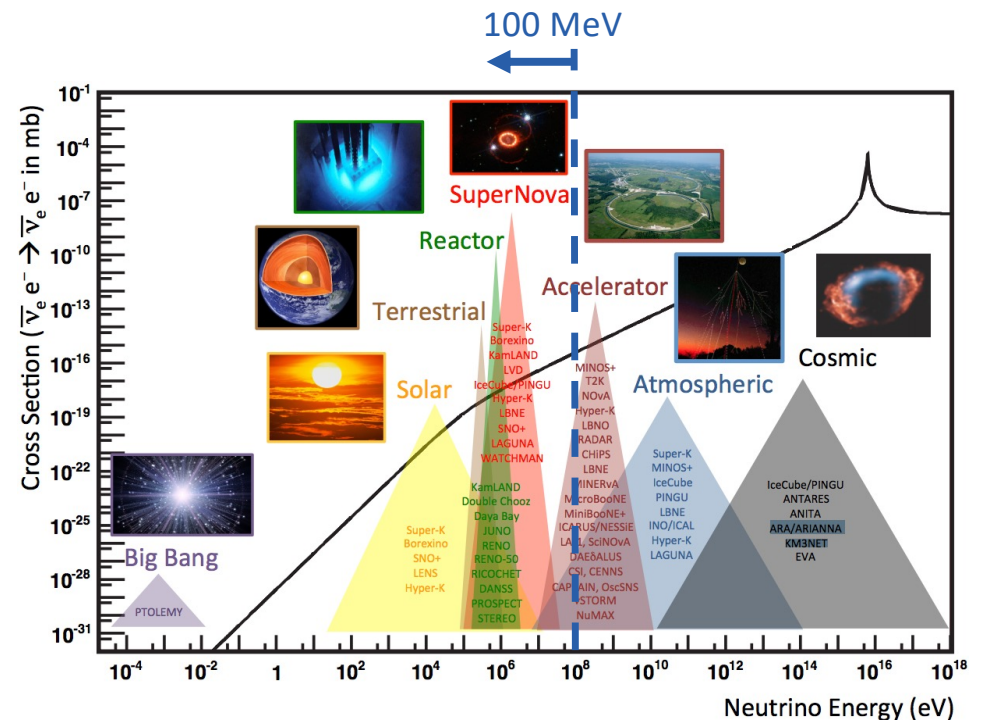 100 MeV
Cross Section (ν̅ₑ e⁻ → ν̅ₑ e⁻ in mb)
10⁻¹
10⁻⁴
10⁻⁷
10⁻¹⁰
10⁻¹³
10⁻¹⁶
10⁻¹⁹
10⁻²²
10⁻²⁵
10⁻²⁸
10⁻³¹
Big Bang
PTOLEMY
Solar
Super-K
Borexino
SNO+
LENS
Hyper-K
Terrestrial
Reactor
KamLAND
Double Chooz
Daya Bay
JUNO
RENO
RENO-50
RICOCHET
DANSS
PROSPECT
STEREO
SuperNova
Super-K
Borexino
KamLAND
LVD
IceCube/PINGU
Hyper-K
LBNE
SNO+
LAGUNA
WATCHMAN
Accelerator
MINOS+
T2K
NOvA
Hyper-K
LBNO
RADAR
CHiPS
LBNE
MINERvA
MicroBooNE
MiniBooNE+
ICARUS/NESSiE
SciNOvA
DAEδALUS
CSI, CENNS
CAPTAIN, OscSNS
νSTORM
NuMAX
Atmospheric
Super-K
MINOS+
IceCube
PINGU
LBNE
INO/ICAL
Hyper-K
LAGUNA
Cosmic
IceCube/PINGU
ANTARES
ANITA
ARA/ARIANNA
KM3NET
EVA
10⁻⁴
10⁻²
1
10²
10⁴
10⁶
10⁸
10¹⁰
10¹²
10¹⁴
10¹⁶
10¹⁸
Neutrino Energy (eV)